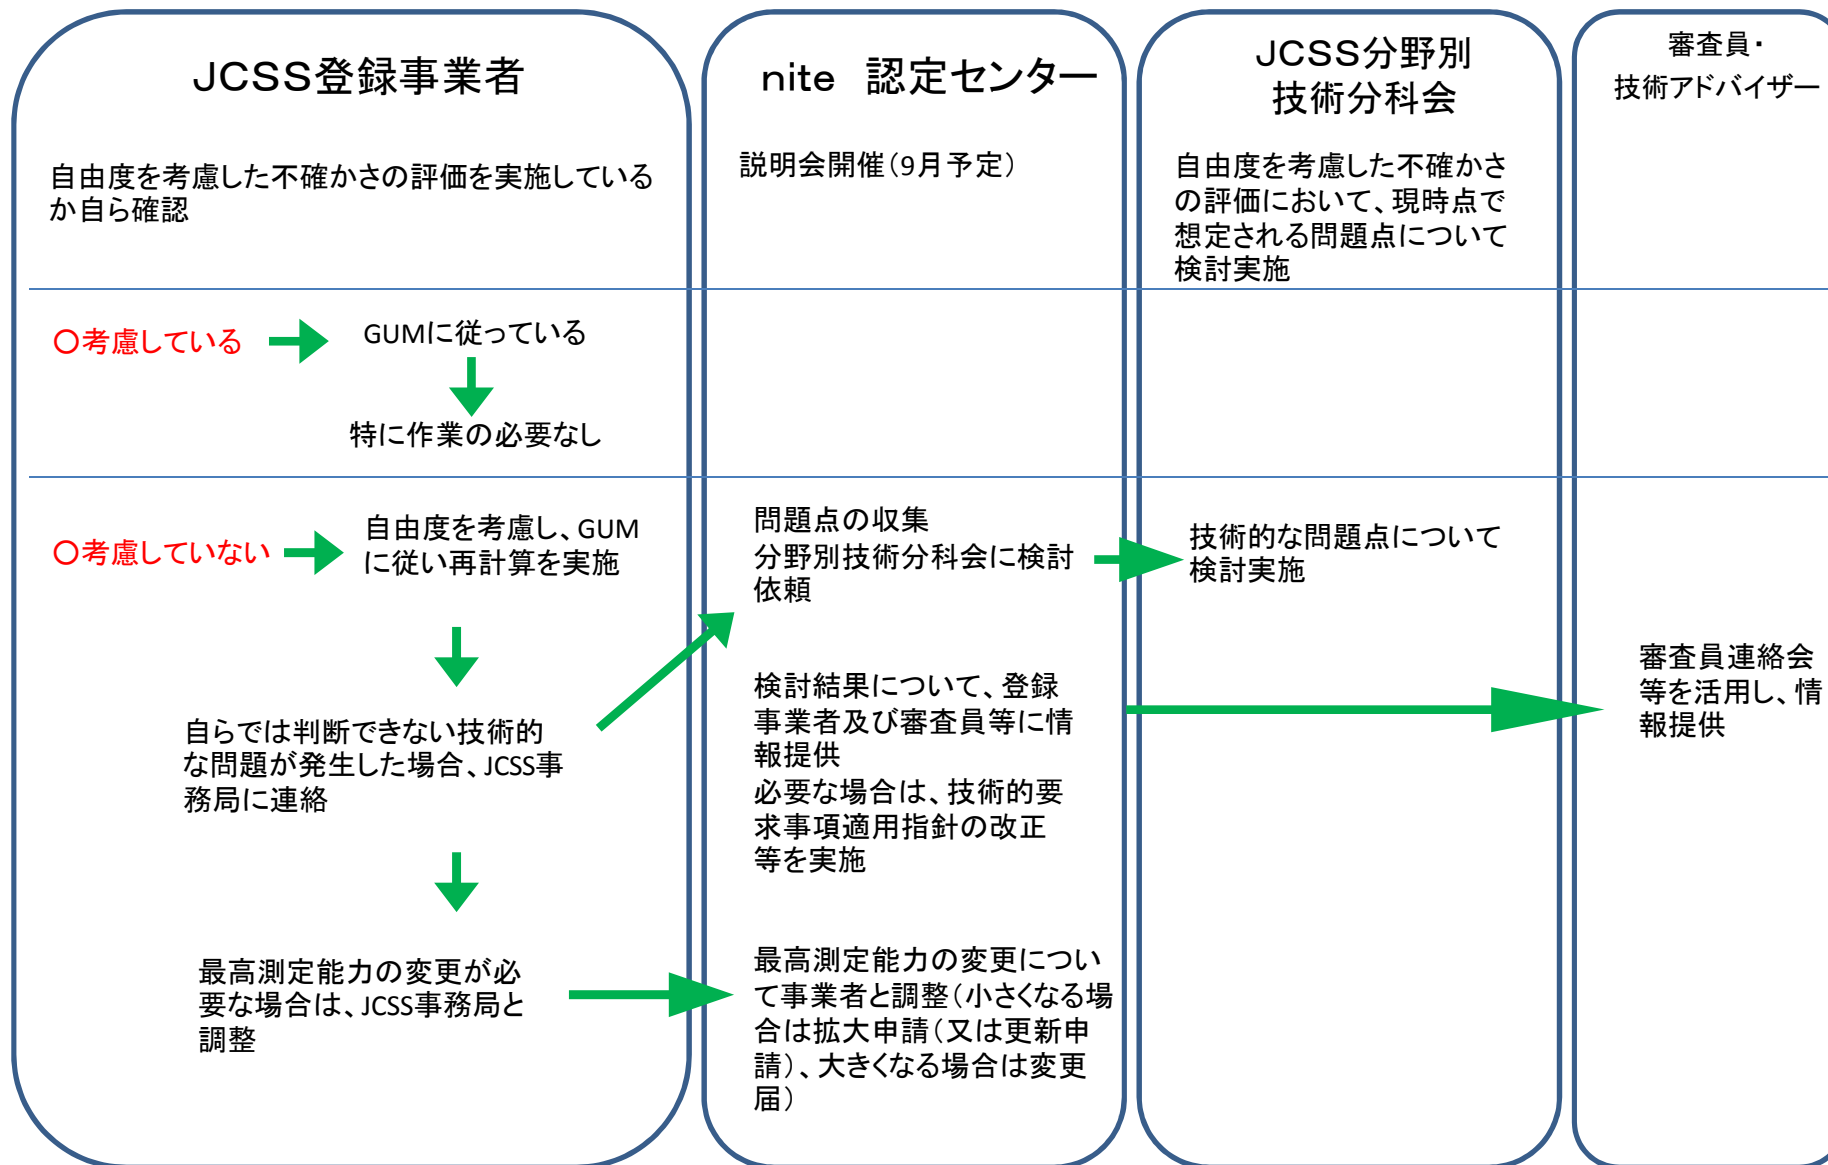 JCSS登録事業者
自由度を考慮した不確かさの評価を実施している
か自ら確認
nite 認定センター
説明会開催（9月予定）
JCSS分野別
技術分科会
自由度を考慮した不確かさ
の評価において、現時点で
想定される問題点について
検討実施
審査員・
技術アドバイザー
〇考慮している
GUMに従っている
特に作業の必要なし
〇考慮していない
自由度を考慮し、GUM
に従い再計算を実施
自らでは判断できない技術的
な問題が発生した場合、JCSS事
務局に連絡
最高測定能力の変更が必
要な場合は、JCSS事務局と
調整
問題点の収集
分野別技術分科会に検討
依頼
検討結果について、登録
事業者及び審査員等に情
報提供
必要な場合は、技術的要
求事項適用指針の改正
等を実施
最高測定能力の変更につい
て事業者と調整（小さくなる場
合は拡大申請（又は更新申
請）、大きくなる場合は変更
届）
技術的な問題点について
検討実施
審査員連絡会
等を活用し、情
報提供